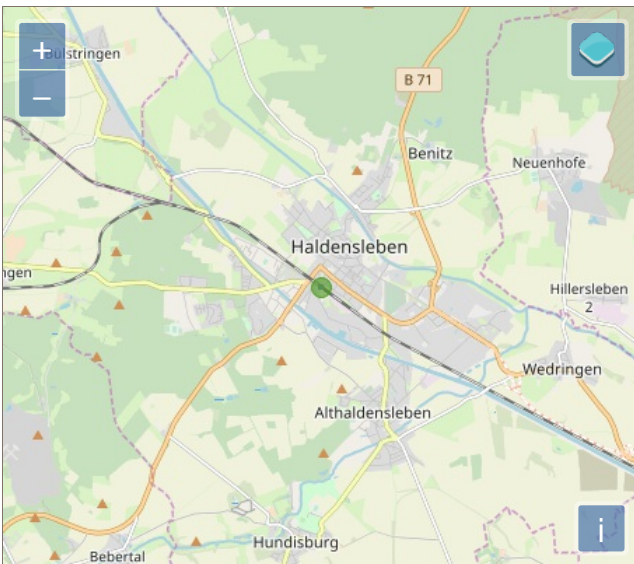 +
Bülstringen
−
B 71
Benitz
Neuenhofe
Haldensleben
ngen
Hillersleben
2
Wedringen
Althaldensleben
i
Hundisburg
Bebertal